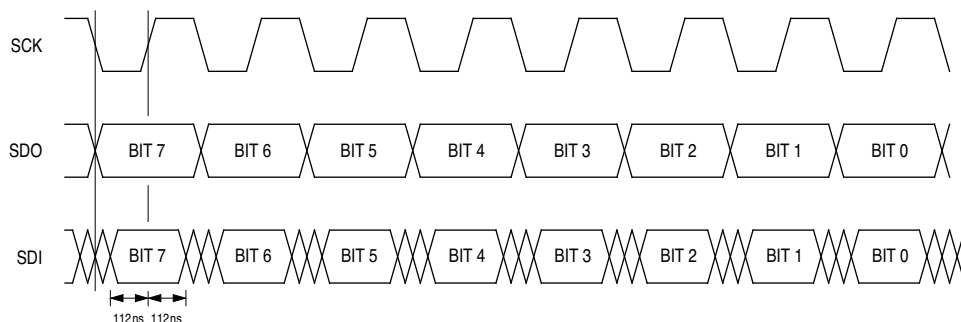 SCK
SDO BIT 7 BIT 6 BIT 5 BIT 4 BIT 3 BIT 2 BIT 1 BIT 0
SDI BIT 7 BIT 6 BIT 5 BIT 4 BIT 3 BIT 2 BIT 1 BIT 0
112ns 112ns